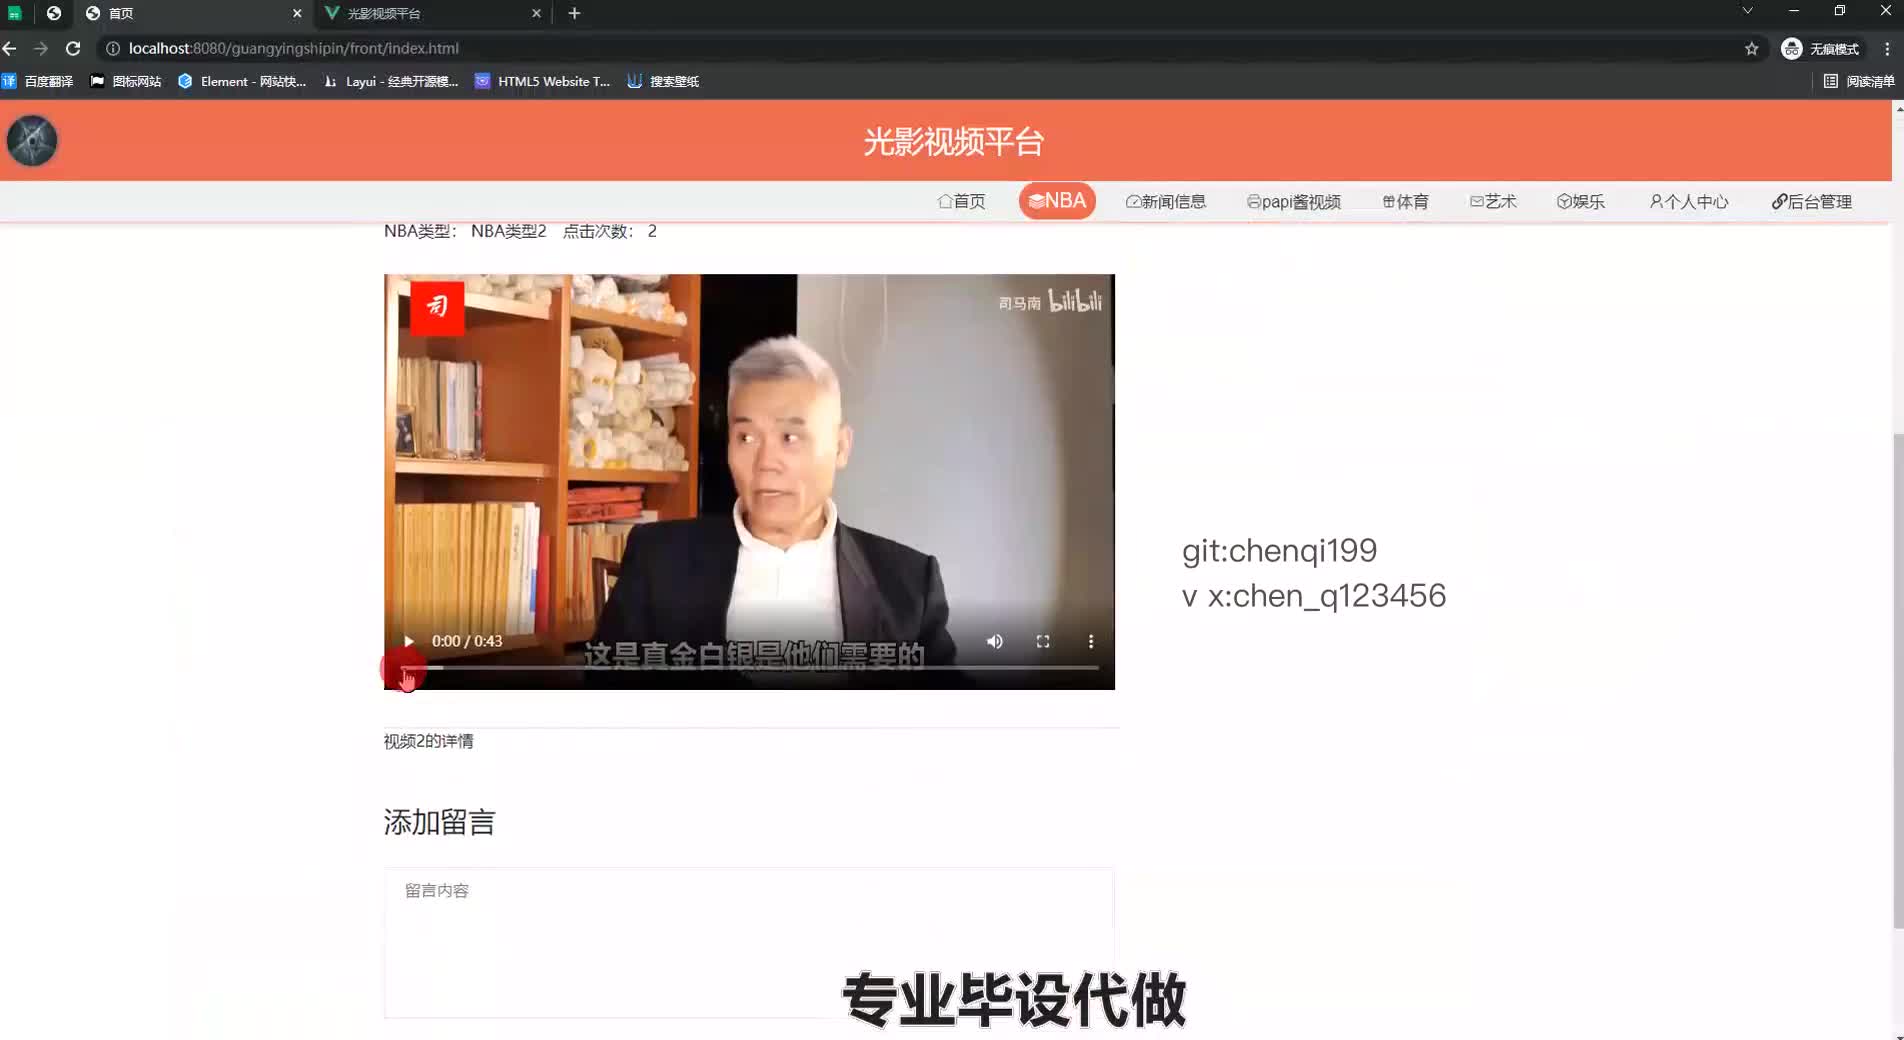 首页
光影视频平台
localhost:8080/guangyingshipin/front/index.html
无痕模式
百度翻译
图标网站
Element - 网站快...
Layui - 经典开源模...
HTML5 Website T...
搜索壁纸
阅读清单
光影视频平台
首页
NBA
新闻信息
papi酱视频
体育
艺术
娱乐
个人中心
后台管理
NBA类型： NBA类型2 点击次数： 2
司
司马南 bilibili
这是真金白银是他们需要的
0:00 / 0:43
git:chenqi199
v x:chen_q123456
视频2的详情
添加留言
留言内容
专业毕设代做